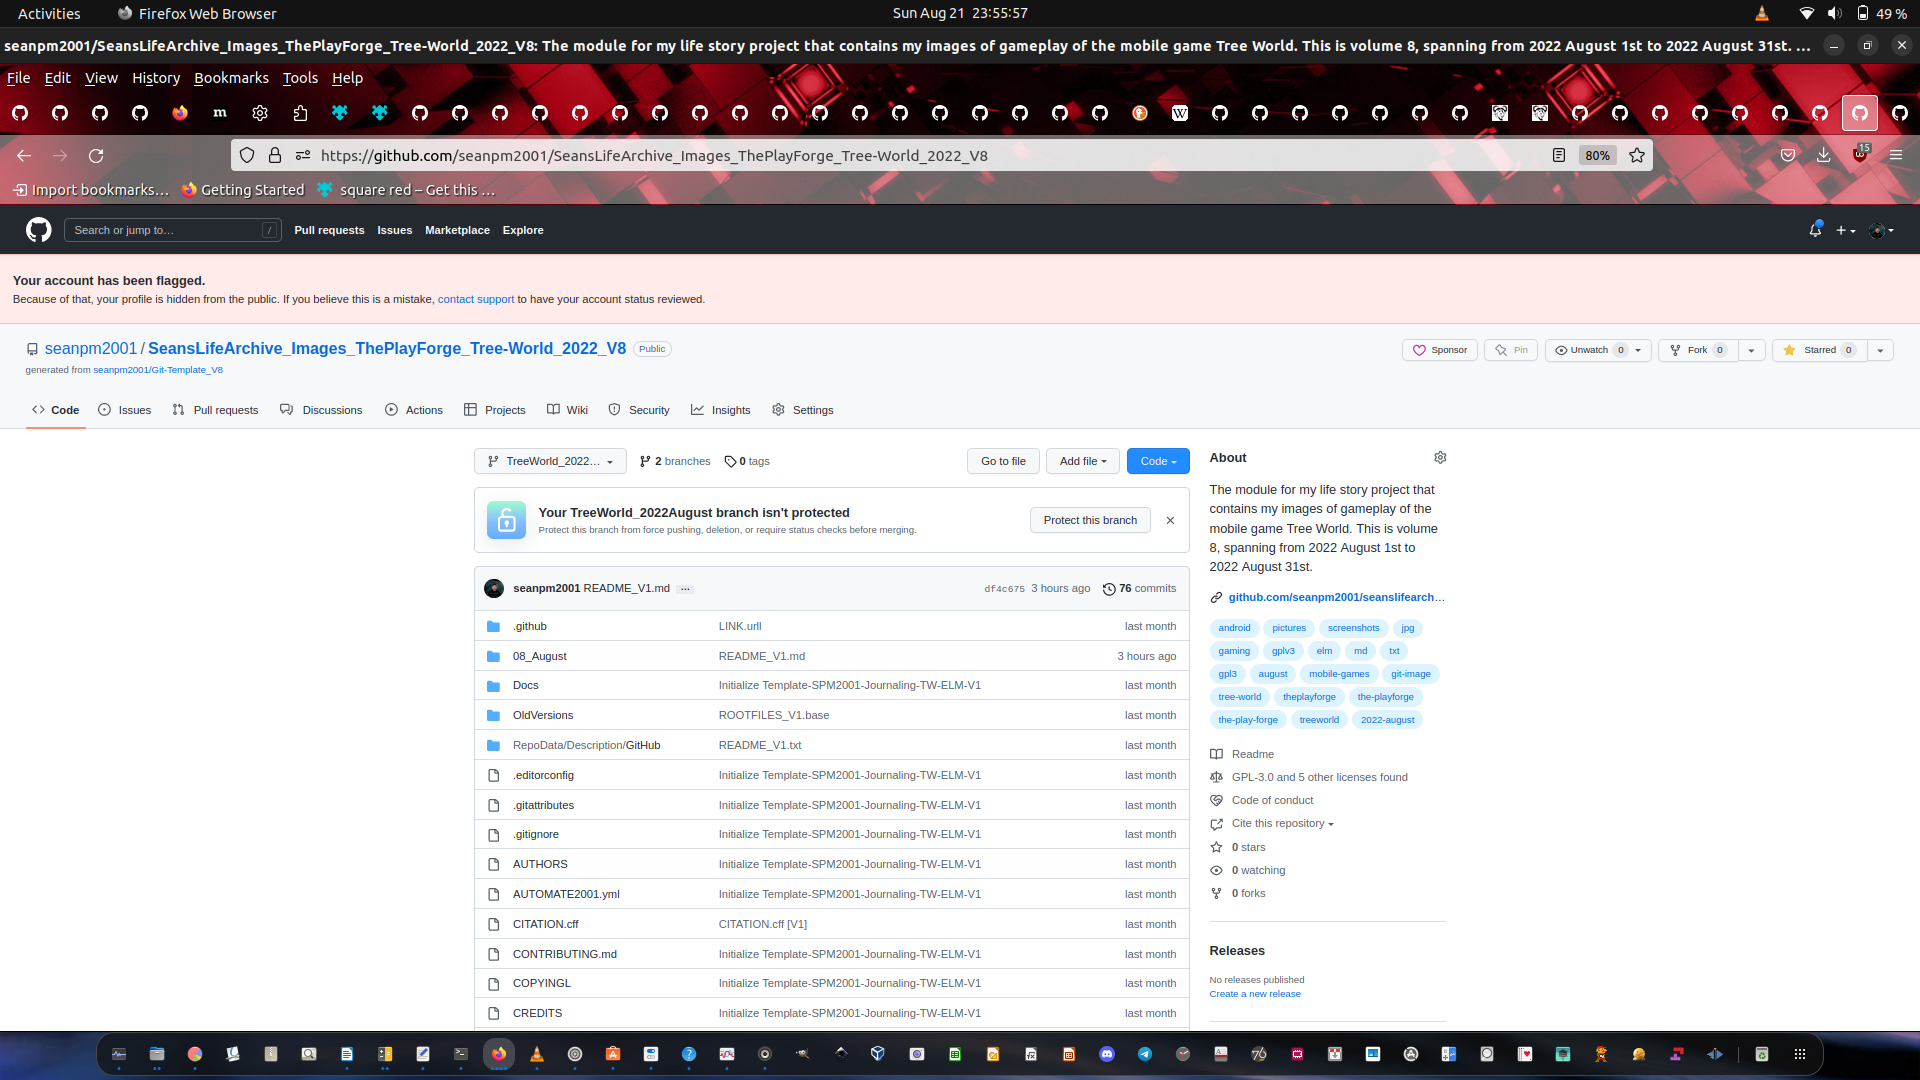 Activities Firefox Web Browser Sun Aug 21 23:55:57 49 %
seanpm2001/SeansLifeArchive_Images_ThePlayForge_Tree-World_2022_V8: The module for my life story project that contains my images of gameplay of the mobile game Tree World. This is volume 8, spanning from 2022 August 1st to 2022 August 31st. …
File Edit View History Bookmarks Tools Help
https://github.com/seanpm2001/SeansLifeArchive_Images_ThePlayForge_Tree-World_2022_V8 80% 15
Import bookmarks… Getting Started square red – Get this …
Search or jump to… / Pull requests Issues Marketplace Explore
Your account has been flagged.
Because of that, your profile is hidden from the public. If you believe this is a mistake, contact support to have your account status reviewed.
seanpm2001 / SeansLifeArchive_Images_ThePlayForge_Tree-World_2022_V8 Public Sponsor Pin Unwatch 0 Fork 0 Starred 0
generated from seanpm2001/Git-Template_V8
Code Issues Pull requests Discussions Actions Projects Wiki Security Insights Settings
TreeWorld_2022… 2 branches 0 tags Go to file Add file Code
Your TreeWorld_2022August branch isn't protected
Protect this branch from force pushing, deletion, or require status checks before merging.
Protect this branch
seanpm2001 README_V1.md … df4c675 3 hours ago 76 commits
.github LINK.urll last month
08_August README_V1.md 3 hours ago
Docs Initialize Template-SPM2001-Journaling-TW-ELM-V1 last month
OldVersions ROOTFILES_V1.base last month
RepoData/Description/GitHub README_V1.txt last month
.editorconfig Initialize Template-SPM2001-Journaling-TW-ELM-V1 last month
.gitattributes Initialize Template-SPM2001-Journaling-TW-ELM-V1 last month
.gitignore Initialize Template-SPM2001-Journaling-TW-ELM-V1 last month
AUTHORS Initialize Template-SPM2001-Journaling-TW-ELM-V1 last month
AUTOMATE2001.yml Initialize Template-SPM2001-Journaling-TW-ELM-V1 last month
CITATION.cff CITATION.cff [V1] last month
CONTRIBUTING.md Initialize Template-SPM2001-Journaling-TW-ELM-V1 last month
COPYINGL Initialize Template-SPM2001-Journaling-TW-ELM-V1 last month
CREDITS Initialize Template-SPM2001-Journaling-TW-ELM-V1 last month
About
The module for my life story project that
contains my images of gameplay of the
mobile game Tree World. This is volume
8, spanning from 2022 August 1st to
2022 August 31st.
github.com/seanpm2001/seanslifearch…
android pictures screenshots jpg
gaming gplv3 elm md txt
gpl3 august mobile-games git-image
tree-world theplayforge the-playforge
the-play-forge treeworld 2022-august
Readme
GPL-3.0 and 5 other licenses found
Code of conduct
Cite this repository
0 stars
0 watching
0 forks
Releases
No releases published
Create a new release